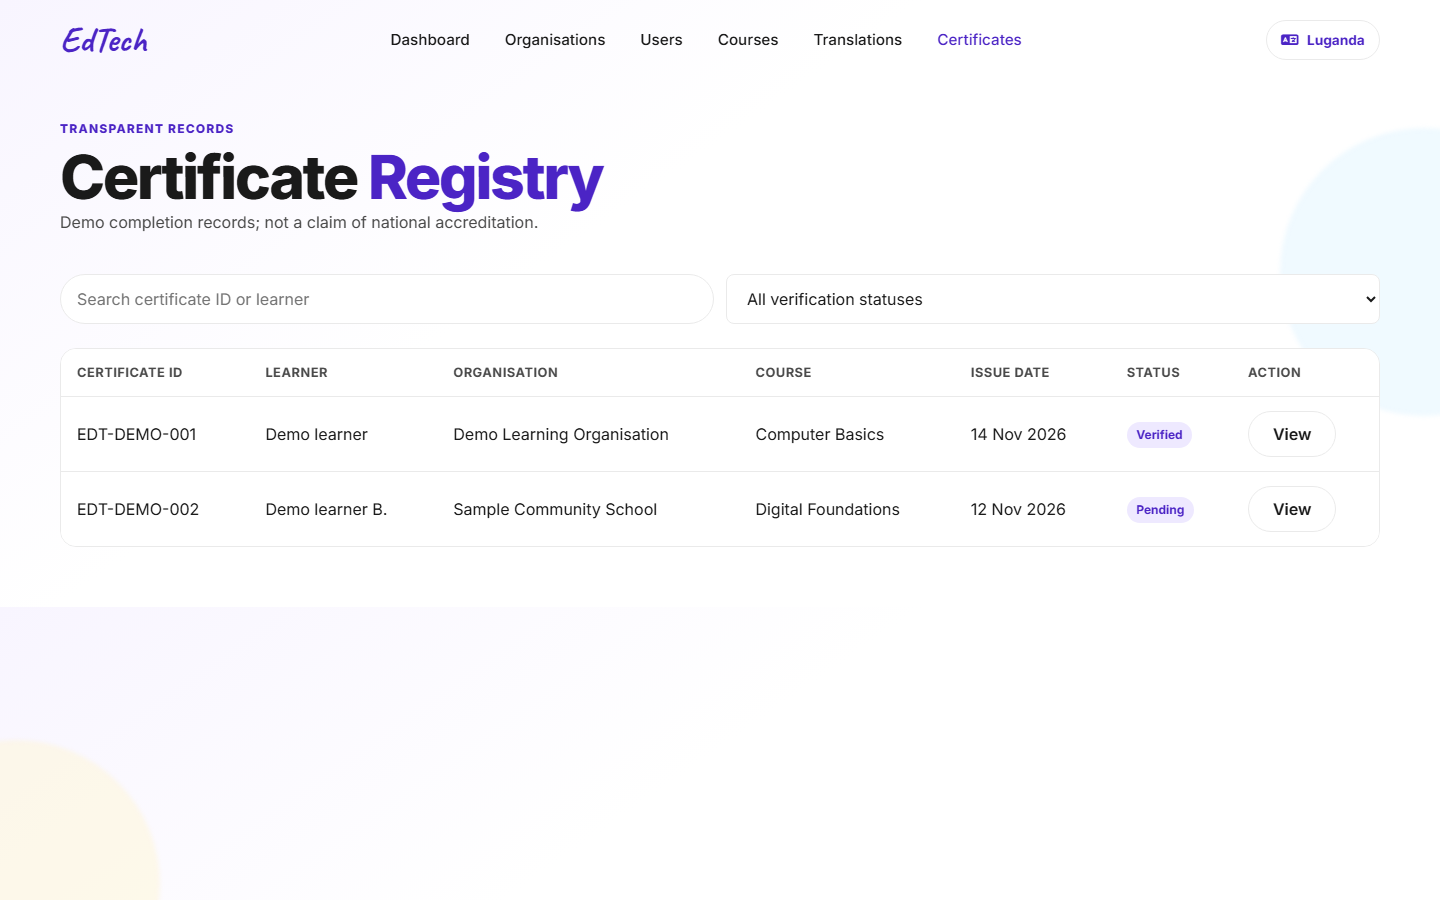 EdTech
Dashboard Organisations Users Courses Translations Certificates
Luganda
TRANSPARENT RECORDS
Certificate Registry
Demo completion records; not a claim of national accreditation.
Search certificate ID or learner
All verification statuses
CERTIFICATE ID LEARNER ORGANISATION COURSE ISSUE DATE STATUS ACTION
EDT-DEMO-001 Demo learner Demo Learning Organisation Computer Basics 14 Nov 2026 Verified View
EDT-DEMO-002 Demo learner B. Sample Community School Digital Foundations 12 Nov 2026 Pending View